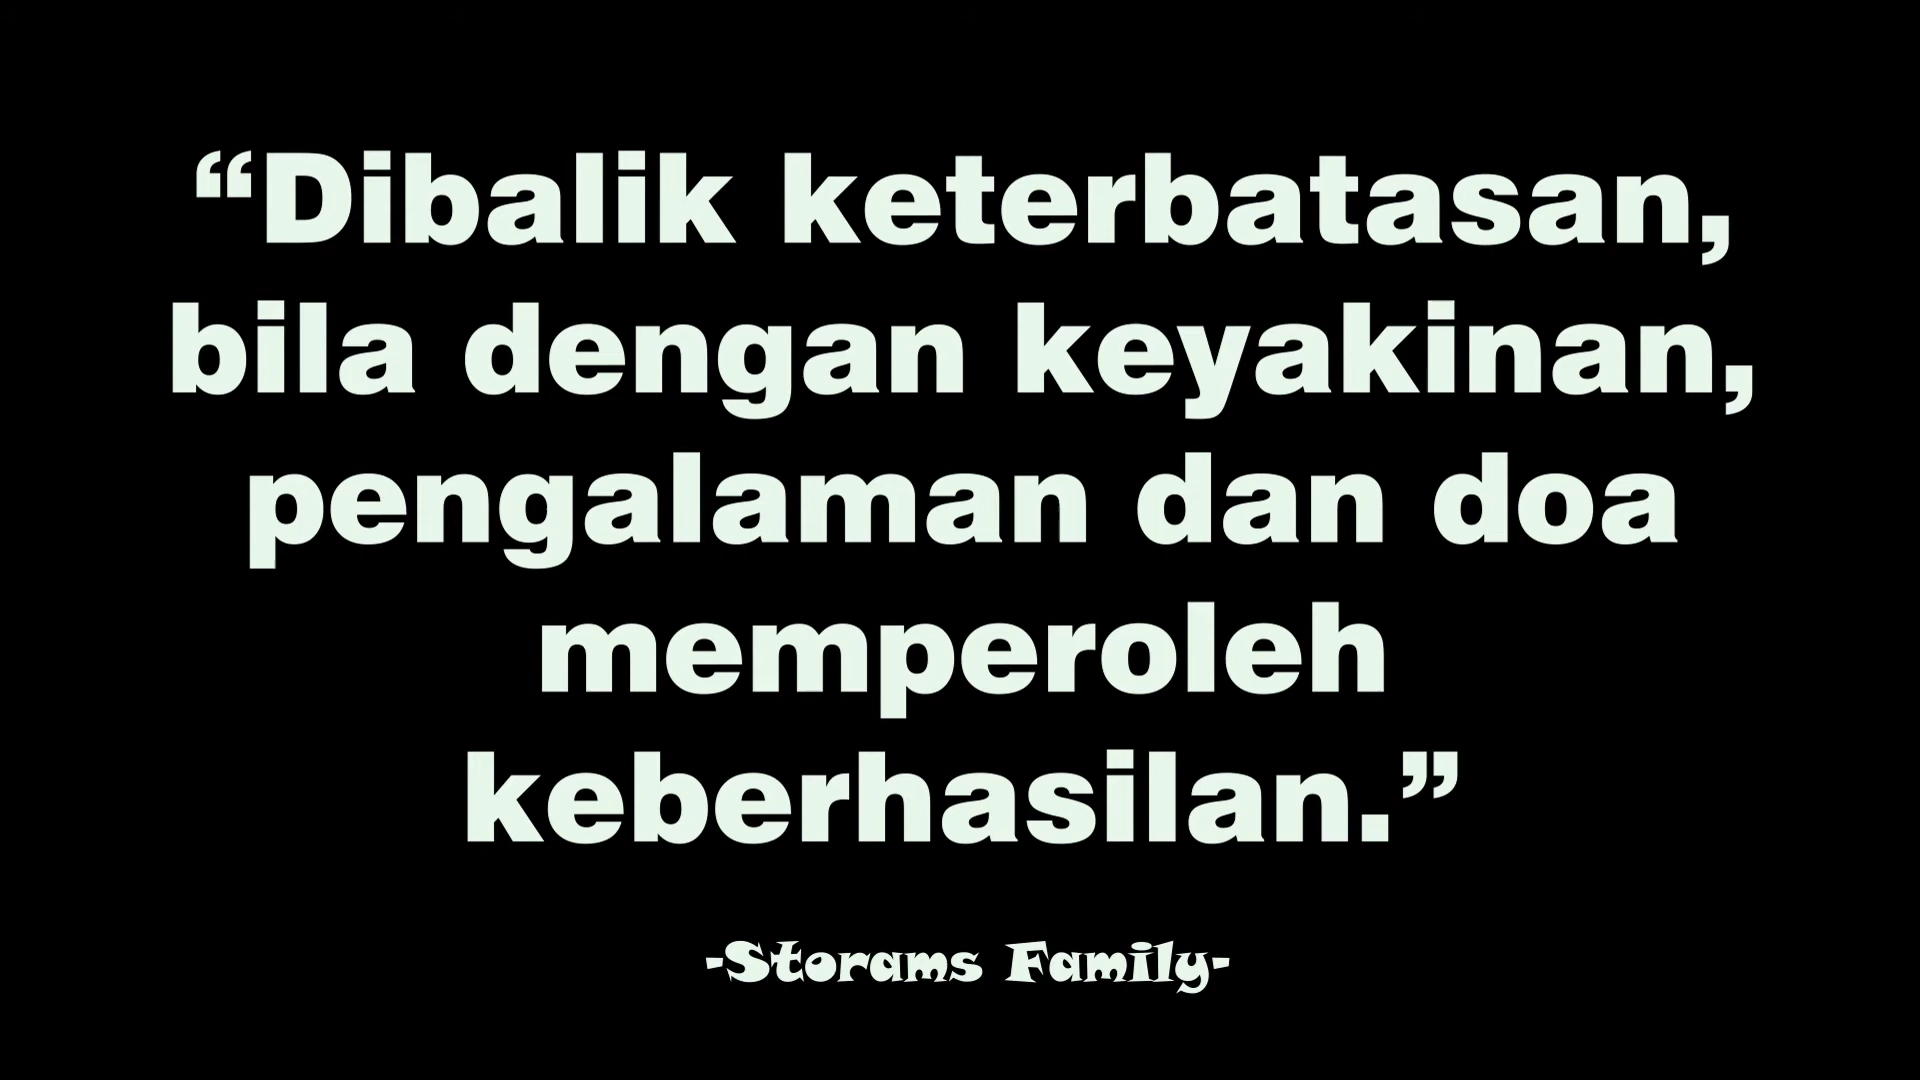 “Dibalik keterbatasan,
bila dengan keyakinan,
pengalaman dan doa
memperoleh
keberhasilan.”
-Storams Family-